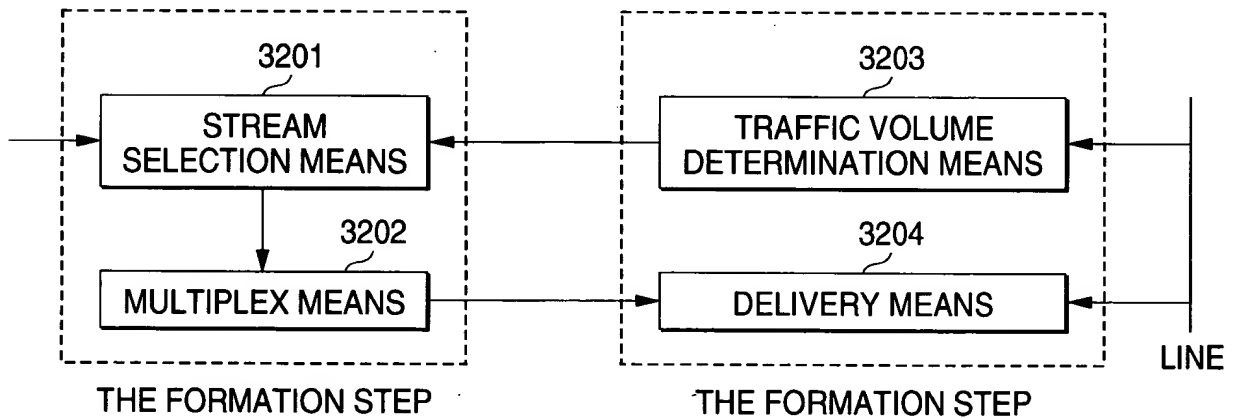 3201
STREAM
SELECTION MEANS
3202
MULTIPLEX MEANS
THE FORMATION STEP
3203
TRAFFIC VOLUME
DETERMINATION MEANS
3204
DELIVERY MEANS
THE FORMATION STEP
LINE